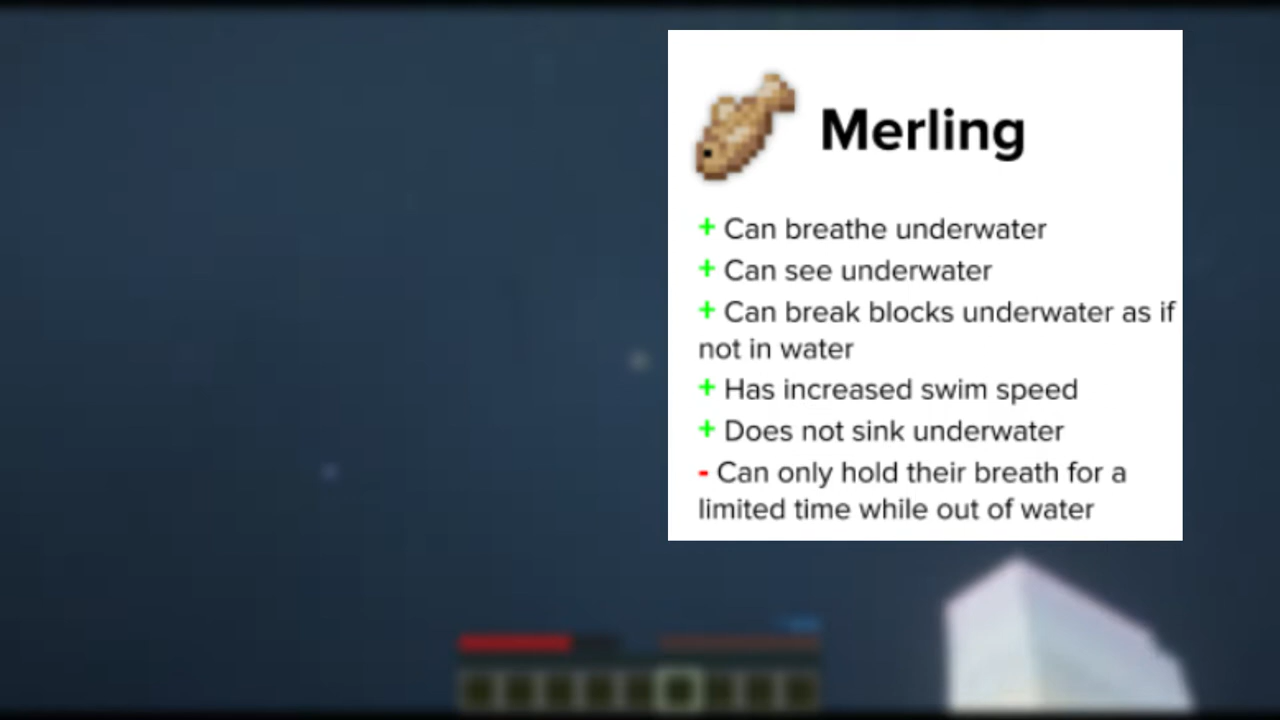 Merling
+ Can breathe underwater
+ Can see underwater
+ Can break blocks underwater as if
not in water
+ Has increased swim speed
+ Does not sink underwater
- Can only hold their breath for a
limited time while out of water